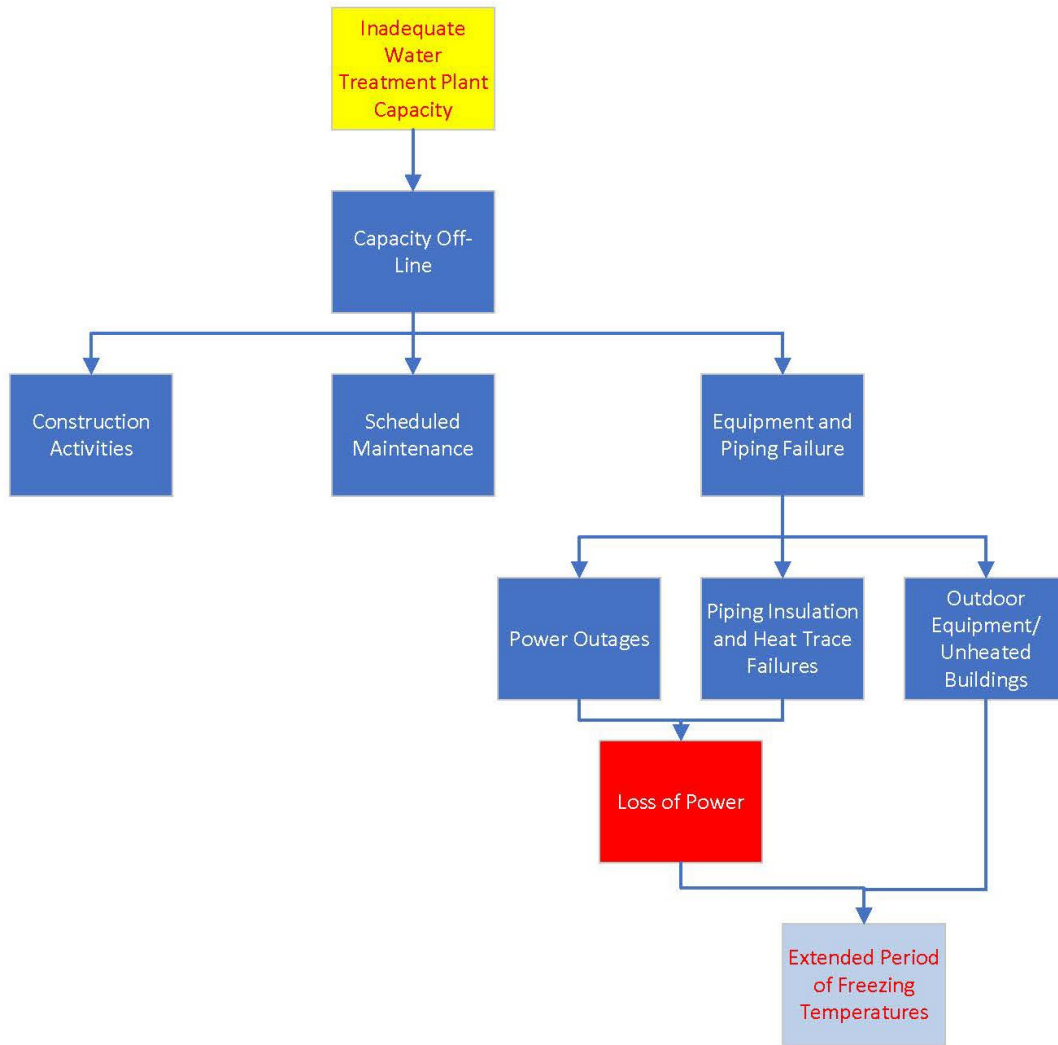 Inadequate
Water
Treatment Plant
Capacity
Capacity Off-
Line
Construction
Activities
Scheduled
Maintenance
Equipment and
Piping Failure
Power Outages
Piping Insulation
and Heat Trace
Failures
Outdoor
Equipment/
Unheated
Buildings
Loss of Power
Extended Period
of Freezing
Temperatures